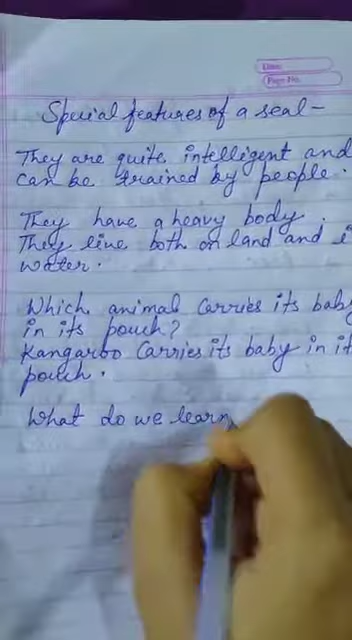 Date:
Page No.
Special features of a seal -
They are quite intelligent and
can be trained by people.
They have a heavy body.
They live both on land and i
water.
Which animal carries its baby
in its pouch?
Kangaroo Carries its baby in it
pouch.
What do we learn